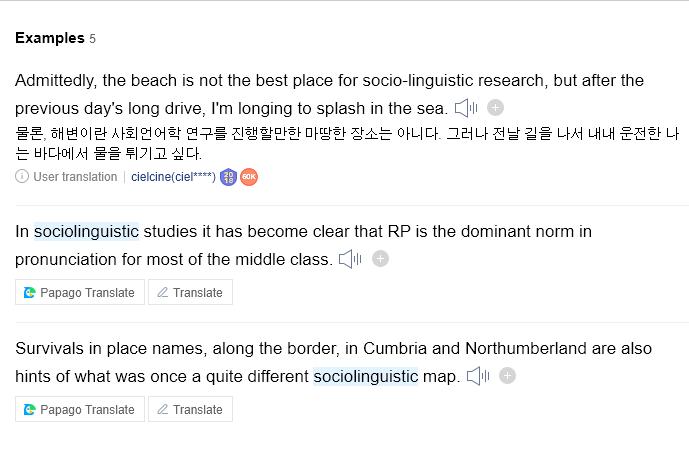 Examples 5
Admittedly, the beach is not the best place for socio-linguistic research, but after the
previous day's long drive, I'm longing to splash in the sea.
물론, 해변이란 사회언어학 연구를 진행할만한 마땅한 장소는 아니다. 그러나 전날 길을 나서 내내 운전한 나
는 바다에서 물을 튀기고 싶다.
User translation | cielcine(ciel****) 20 18 60K
In sociolinguistic studies it has become clear that RP is the dominant norm in
pronunciation for most of the middle class.
Papago Translate Translate
Survivals in place names, along the border, in Cumbria and Northumberland are also
hints of what was once a quite different sociolinguistic map.
Papago Translate Translate